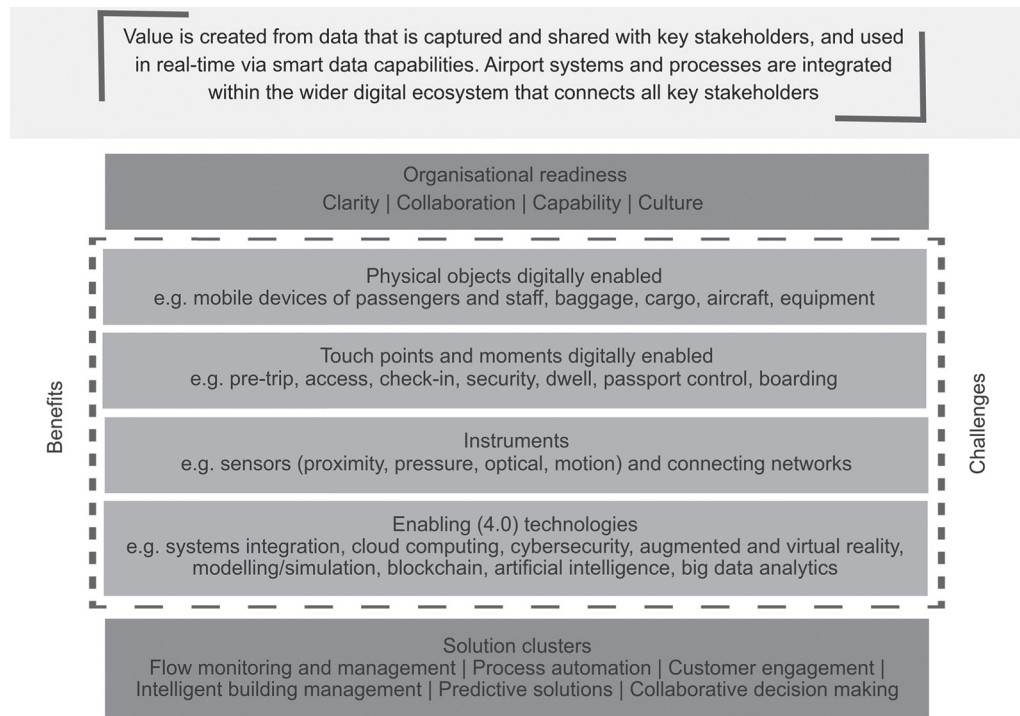 Value is created from data that is captured and shared with key stakeholders, and used
in real-time via smart data capabilities. Airport systems and processes are integrated
within the wider digital ecosystem that connects all key stakeholders
Organisational readiness
Clarity | Collaboration | Capability | Culture
Benefits
Physical objects digitally enabled
e.g. mobile devices of passengers and staff, baggage, cargo, aircraft, equipment
Touch points and moments digitally enabled
e.g. pre-trip, access, check-in, security, dwell, passport control, boarding
Instruments
e.g. sensors (proximity, pressure, optical, motion) and connecting networks
Enabling (4.0) technologies
e.g. systems integration, cloud computing, cybersecurity, augmented and virtual reality,
modelling/simulation, blockchain, artificial intelligence, big data analytics
Challenges
Solution clusters
Flow monitoring and management | Process automation | Customer engagement |
Intelligent building management | Predictive solutions | Collaborative decision making